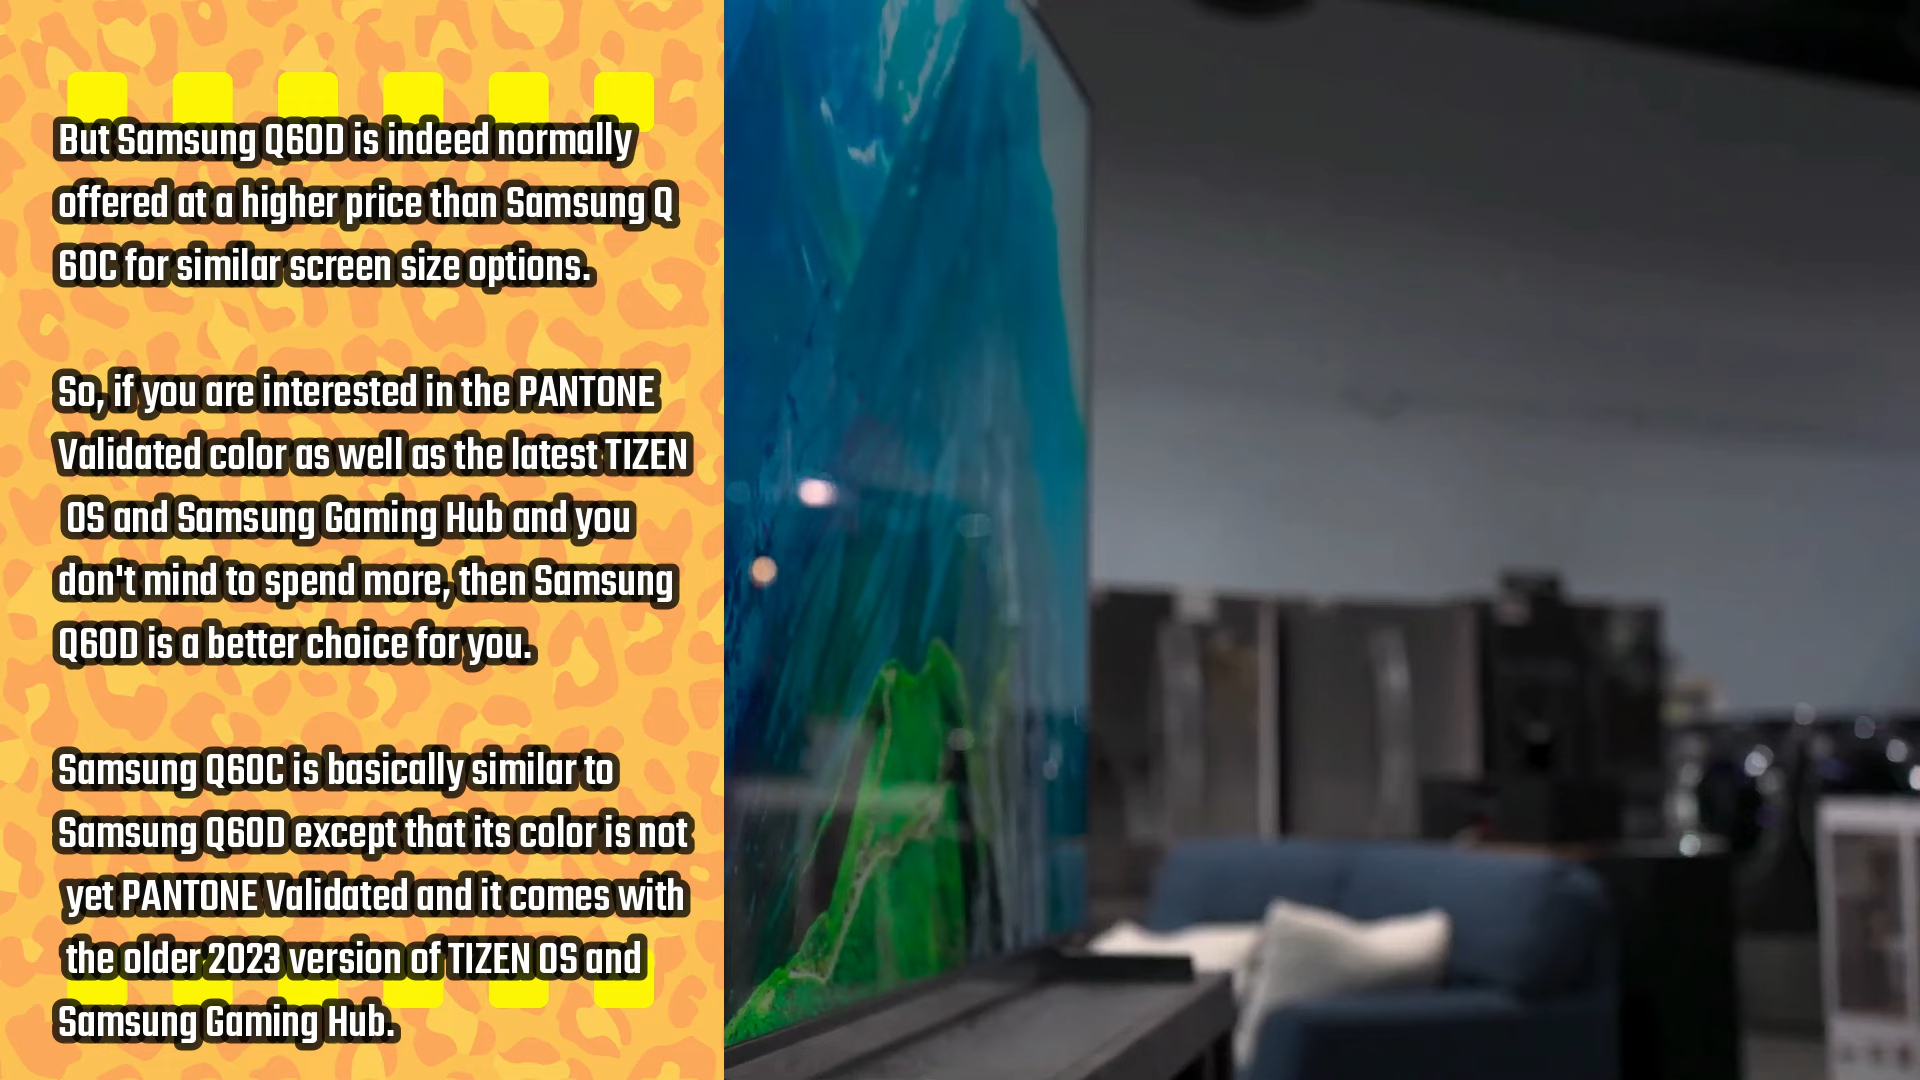 But Samsung Q60D is indeed normally
offered at a higher price than Samsung Q
60C for similar screen size options.
So, if you are interested in the PANTONE
Validated color as well as the latest TIZEN
OS and Samsung Gaming Hub and you
don't mind to spend more, then Samsung
Q60D is a better choice for you.
Samsung Q60C is basically similar to
Samsung Q60D except that its color is not
yet PANTONE Validated and it comes with
the older 2023 version of TIZEN OS and
Samsung Gaming Hub.